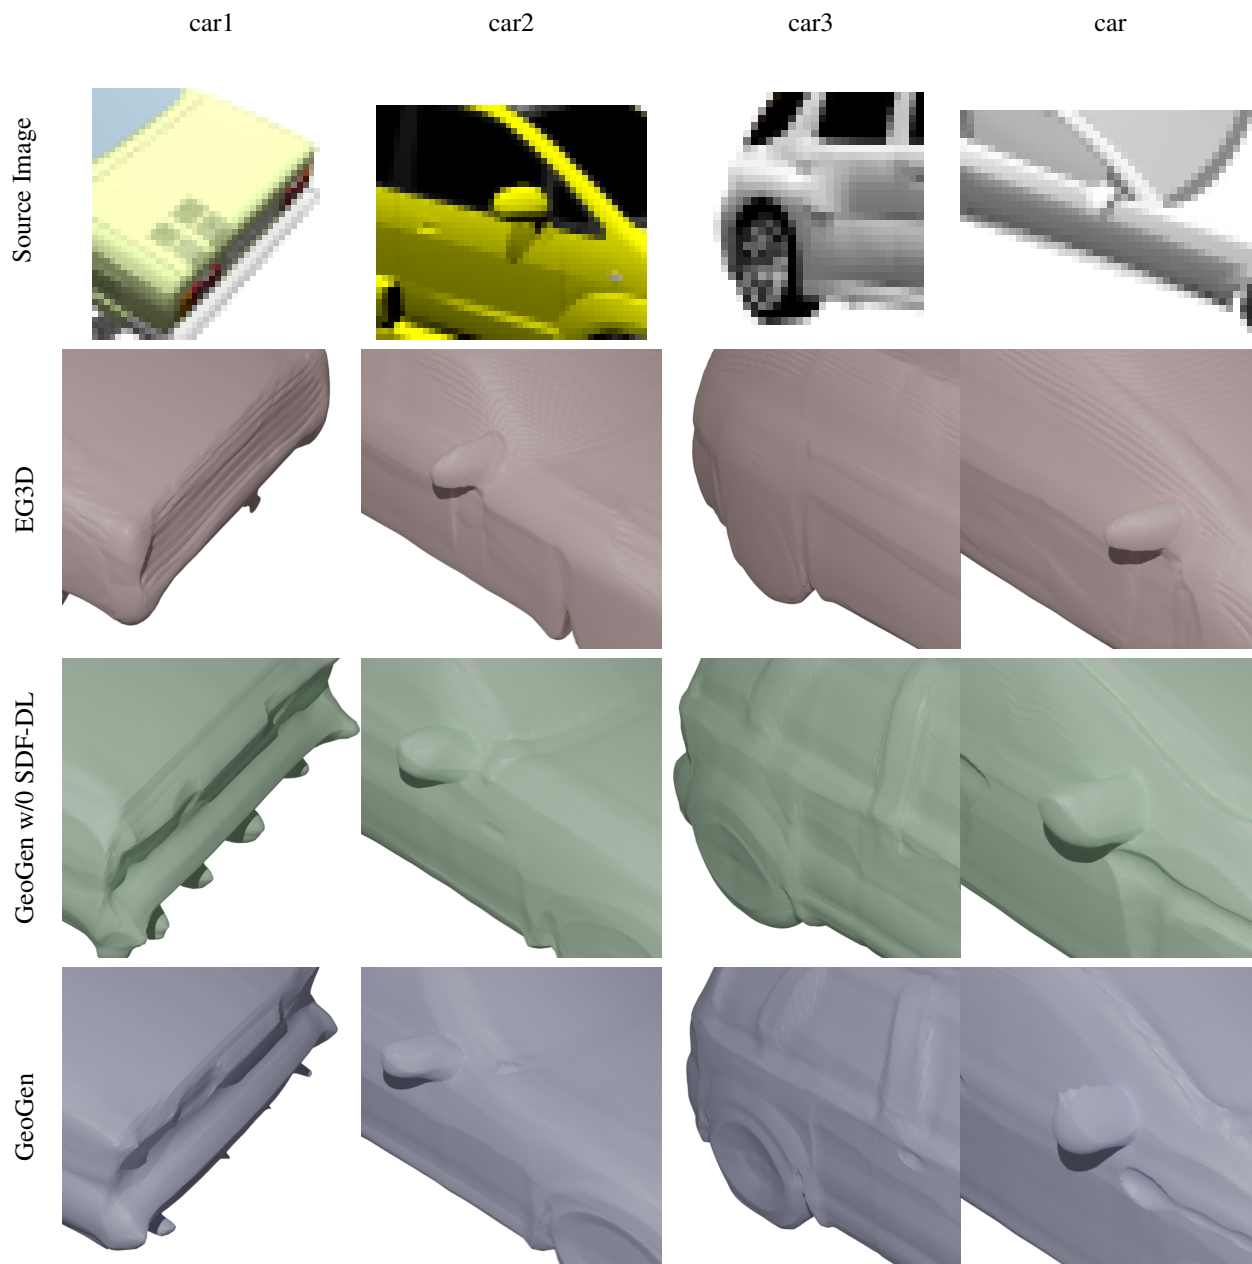 car1 car2 car3 car
Source Image
EG3D
GeoGen w/0 SDF-DL
GeoGen